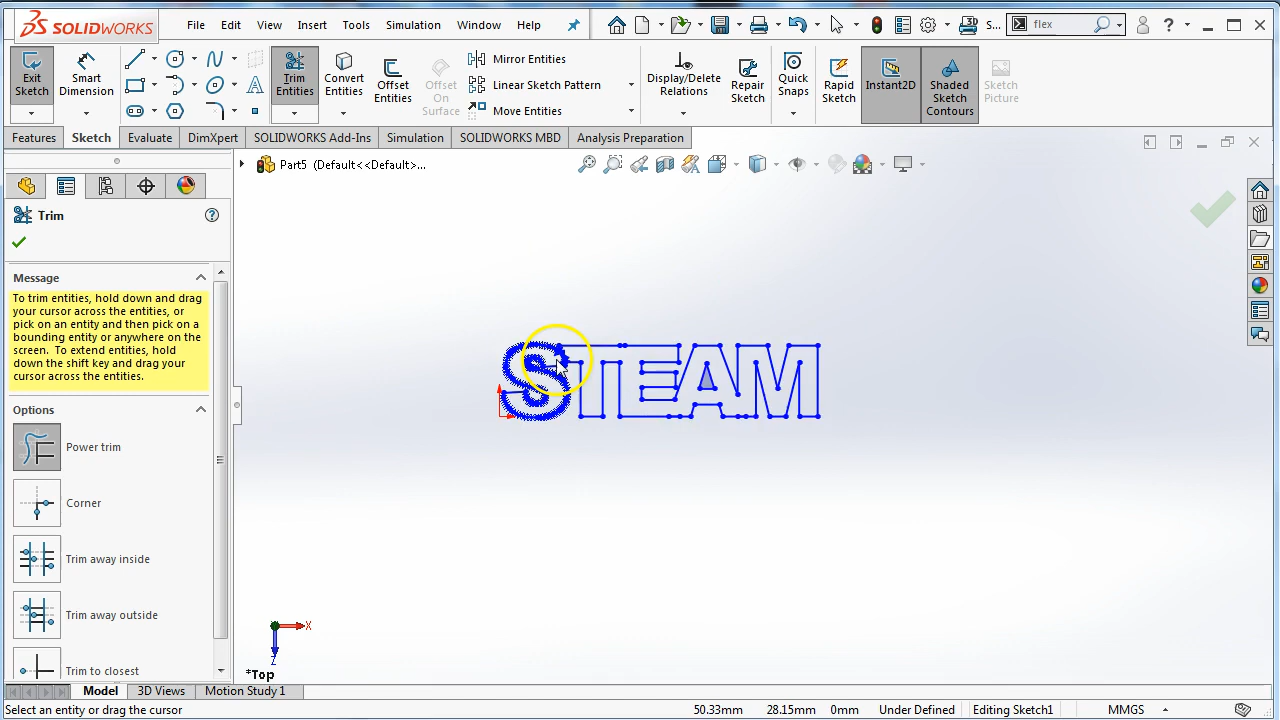 SOLIDWORKS File Edit View Insert Tools Simulation Window Help S... flex ?
Exit Sketch
Smart Dimension
Trim Entities
Convert Entities
Offset Entities
Offset On Surface
Mirror Entities
Linear Sketch Pattern
Move Entities
Display/Delete Relations
Repair Sketch
Quick Snaps
Rapid Sketch
Instant2D
Shaded Sketch Contours
Sketch Picture
Features Sketch Evaluate DimXpert SOLIDWORKS Add-Ins Simulation SOLIDWORKS MBD Analysis Preparation
Part5 (Default<<Default>...
Trim ?
Message
To trim entities, hold down and drag
your cursor across the entities, or
pick on an entity and then pick on a
bounding entity or anywhere on the
screen. To extend entities, hold
down the shift key and drag your
cursor across the entities.
Options
Power trim
Corner
Trim away inside
Trim away outside
Trim to closest
STEAM
X
Z
*Top
Model 3D Views Motion Study 1
Select an entity or drag the cursor 50.33mm 28.15mm 0mm Under Defined Editing Sketch1 MMGS